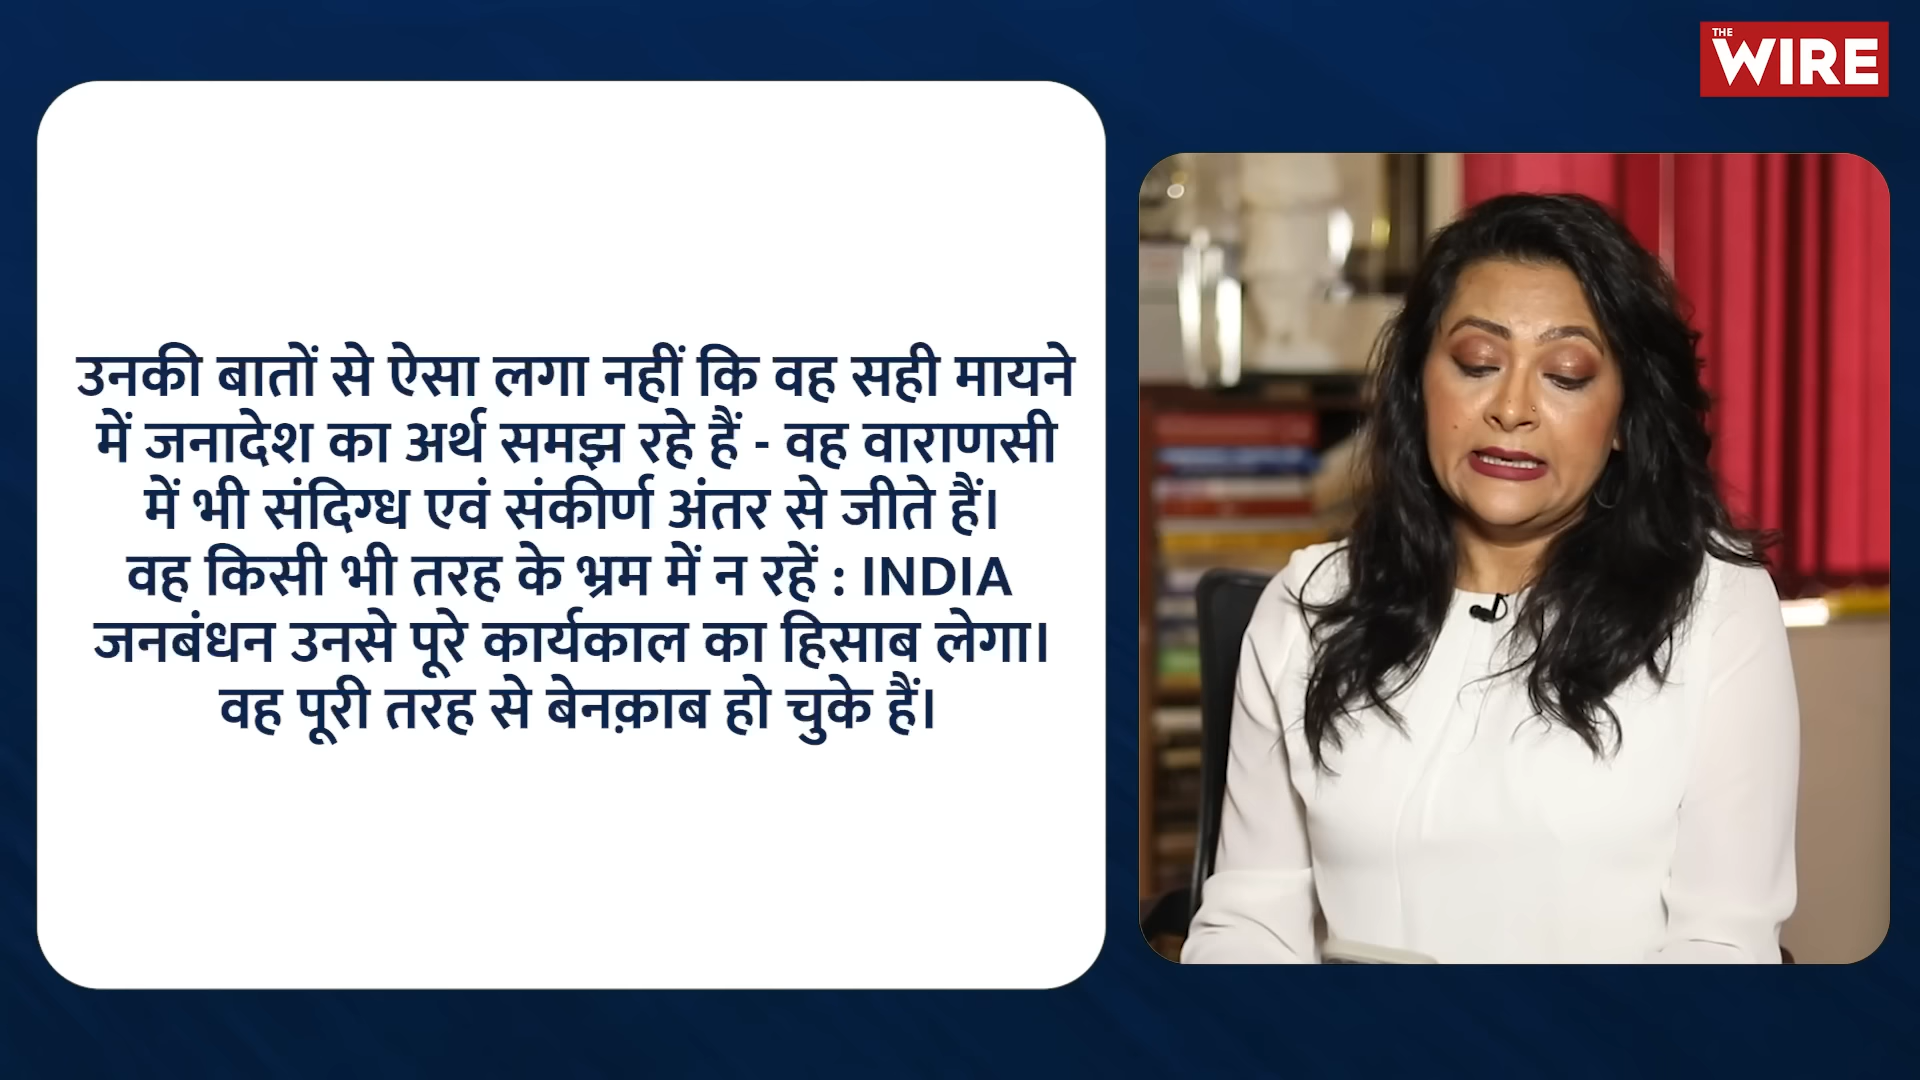 THE
WIRE
उनकी बातों से ऐसा लगा नहीं कि वह सही मायने
में जनादेश का अर्थ समझ रहे हैं - वह वाराणसी
में भी संदिग्ध एवं संकीर्ण अंतर से जीते हैं।
वह किसी भी तरह के भ्रम में न रहें : INDIA
जनबंधन उनसे पूरे कार्यकाल का हिसाब लेगा।
वह पूरी तरह से बेनक़ाब हो चुके हैं।